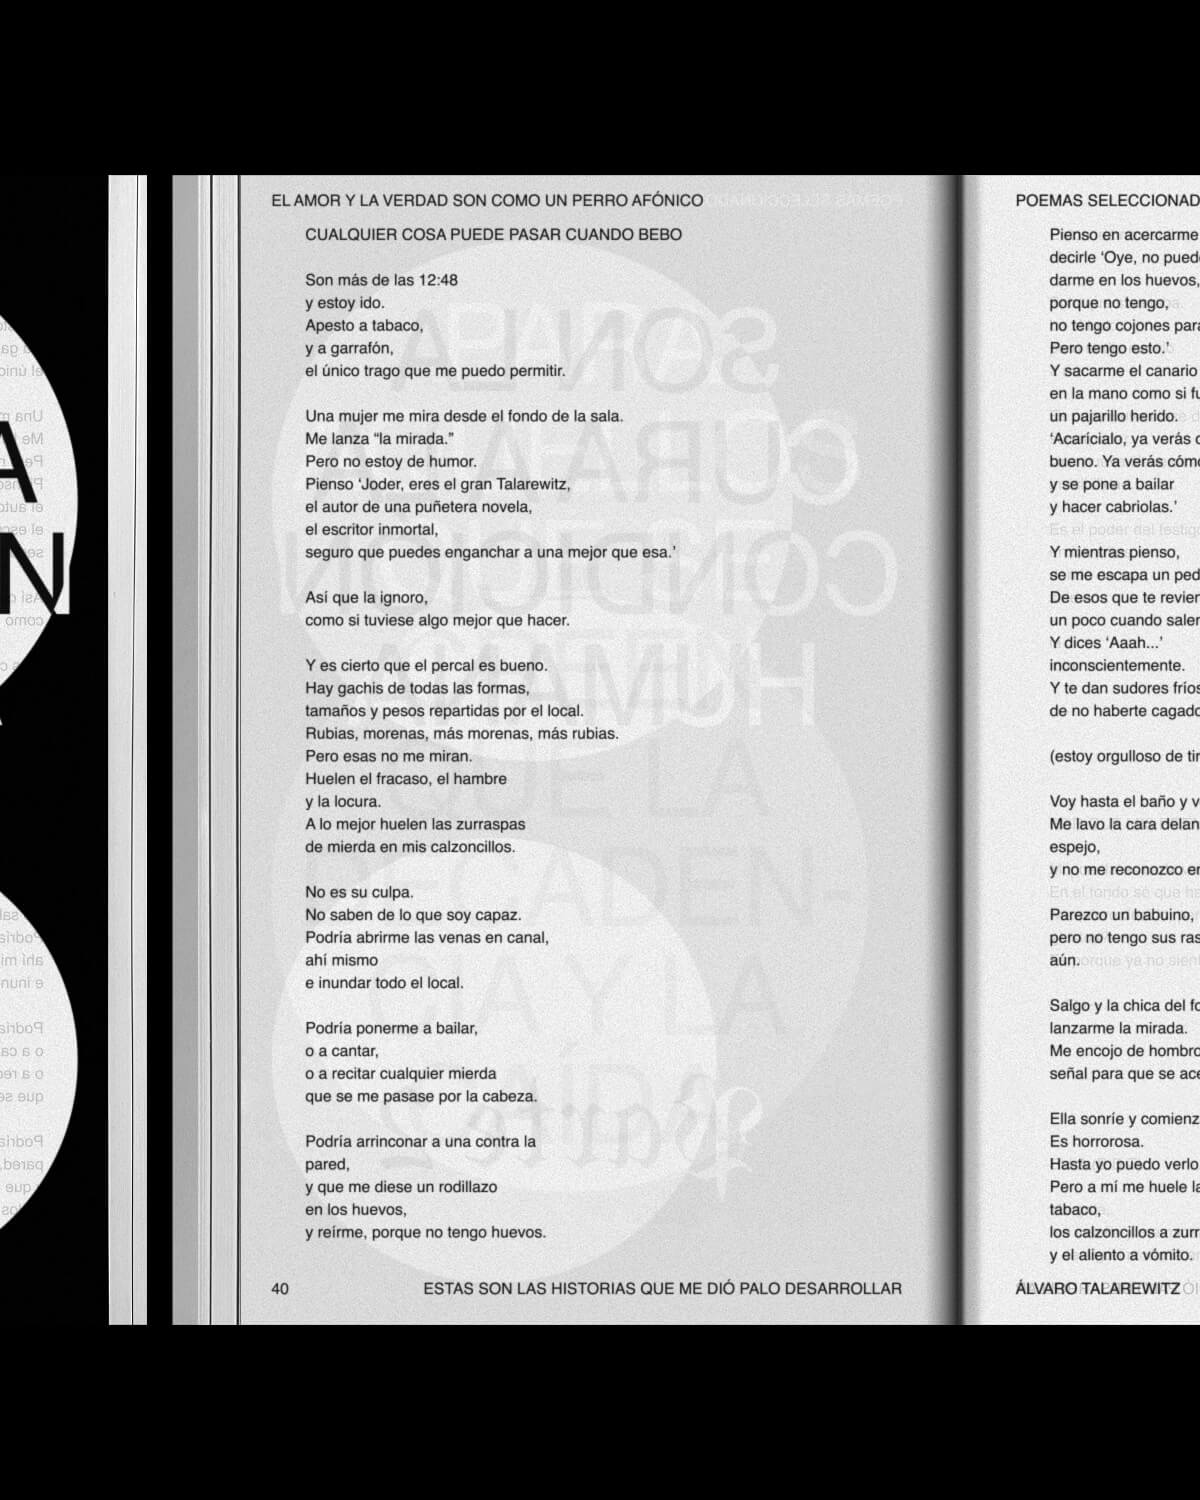 EL AMOR Y LA VERDAD SON COMO UN PERRO AFÓNICO
CUALQUIER COSA PUEDE PASAR CUANDO BEBO
Son más de las 12:48
y estoy ido.
Apesto a tabaco,
y a garrafón,
el único trago que me puedo permitir.
Una mujer me mira desde el fondo de la sala.
Me lanza “la mirada.”
Pero no estoy de humor.
Pienso ‘Joder, eres el gran Talarewitz,
el autor de una puñetera novela,
el escritor inmortal,
seguro que puedes enganchar a una mejor que esa.’
Así que la ignoro,
como si tuviese algo mejor que hacer.
Y es cierto que el percal es bueno.
Hay gachis de todas las formas,
tamaños y pesos repartidas por el local.
Rubias, morenas, más morenas, más rubias.
Pero esas no me miran.
Huelen el fracaso, el hambre
y la locura.
A lo mejor huelen las zurraspas
de mierda en mis calzoncillos.
No es su culpa.
No saben de lo que soy capaz.
Podría abrirme las venas en canal,
ahí mismo
e inundar todo el local.
Podría ponerme a bailar,
o a cantar,
o a recitar cualquier mierda
que se me pasase por la cabeza.
Podría arrinconar a una contra la
pared,
y que me diese un rodillazo
en los huevos,
y reírme, porque no tengo huevos.
40
ESTAS SON LAS HISTORIAS QUE ME DIÓ PALO DESARROLLAR
POEMAS SELECCIONAD
Pienso en acercarme
decirle ‘Oye, no pued
darme en los huevos,
porque no tengo,
no tengo cojones para
Pero tengo esto.’
Y sacarme el canario
en la mano como si fu
un pajarillo herido.
‘Acarícialo, ya verás
bueno. Ya verás cómo
y se pone a bailar
y hacer cabriolas.’
Y mientras pienso,
se me escapa un ped
De esos que te revien
un poco cuando salen
Y dices ‘Aaah...’
inconscientemente.
Y te dan sudores fríos
de no haberte cagado
(estoy orgulloso de tir
Voy hasta el baño y v
Me lavo la cara delan
espejo,
y no me reconozco en
Parezco un babuino,
pero no tengo sus ras
aún.
Salgo y la chica del fo
lanzarme la mirada.
Me encojo de hombro
señal para que se ace
Ella sonríe y comienz
Es horrorosa.
Hasta yo puedo verlo
Pero a mí me huele la
tabaco,
los calzoncillos a zurr
y el aliento a vómito.
ÁLVARO TALAREWITZ